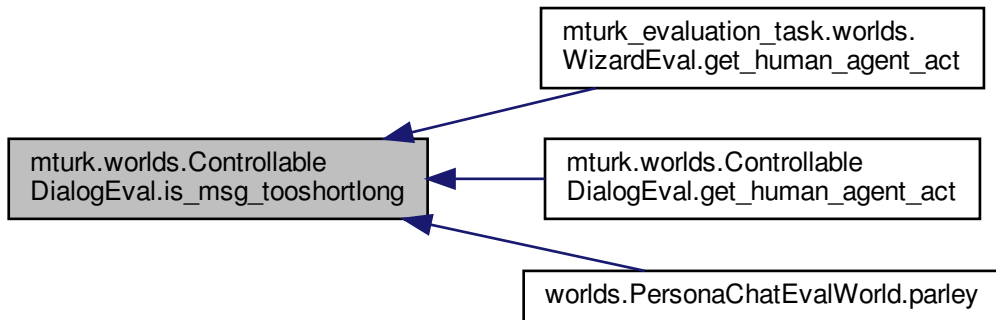 mturk_evaluation_task.worlds.
WizardEval.get_human_agent_act
mturk.worlds.Controllable
DialogEval.is_msg_tooshortlong
mturk.worlds.Controllable
DialogEval.get_human_agent_act
worlds.PersonaChatEvalWorld.parley